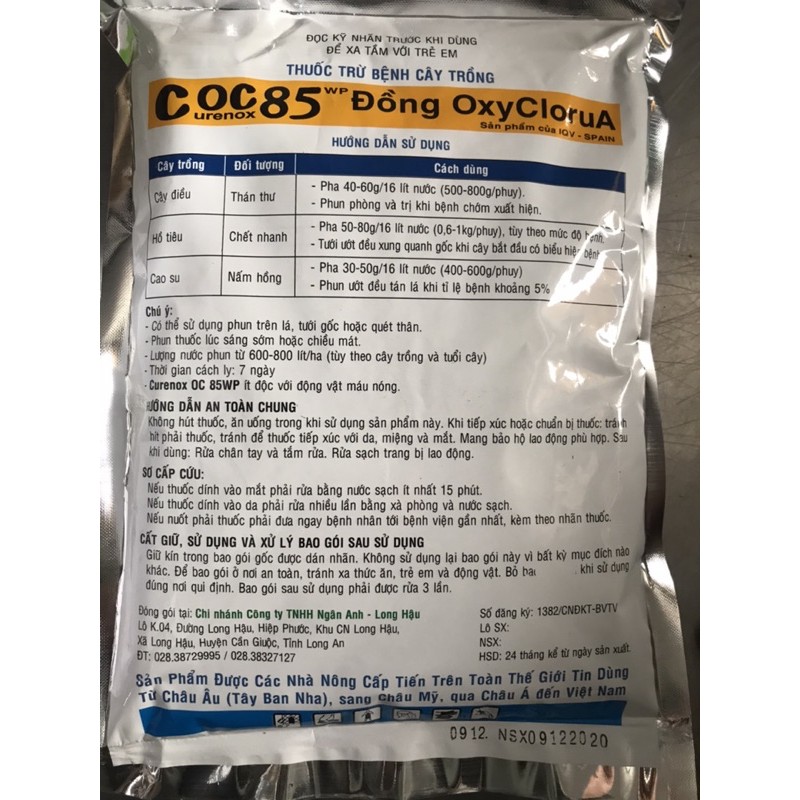 ĐỌC KỸ NHÃN TRƯỚC KHI DÙNG
ĐỂ XA TẦM VỚI TRẺ EM
THUỐC TRỪ BỆNH CÂY TRỒNG
Curenox OC85 WP Đồng OxyCloruA
Sản phẩm của IQV - SPAIN
HƯỚNG DẪN SỬ DỤNG
Cây trồng Đối tượng Cách dùng
Cây điều Thán thư - Pha 40-60g/16 lít nước (500-800g/phuy).
- Phun phòng và trị khi bệnh chớm xuất hiện.
Hồ tiêu Chết nhanh - Pha 50-80g/16 lít nước (0,6-1kg/phuy), tùy theo mức độ bệnh.
- Tưới ướt đều xung quanh gốc khi cây bắt đầu có biểu hiện bệnh
Cao su Nấm hồng - Pha 30-50g/16 lít nước (400-600g/phuy)
- Phun ướt đều tán lá khi tỉ lệ bệnh khoảng 5%
Chú ý:
- Có thể sử dụng phun trên lá, tưới gốc hoặc quét thân.
- Phun thuốc lúc sáng sớm hoặc chiều mát.
- Lượng nước phun từ 600-800 lít/ha (tùy theo cây trồng và tuổi cây)
- Thời gian cách ly: 7 ngày
- Curenox OC 85WP ít độc với động vật máu nóng.
HƯỚNG DẪN AN TOÀN CHUNG
Không hút thuốc, ăn uống trong khi sử dụng sản phẩm này. Khi tiếp xúc hoặc chuẩn bị thuốc: tránh
hít phải thuốc, tránh để thuốc tiếp xúc với da, miệng và mắt. Mang bảo hộ lao động phù hợp. Sau
khi dùng: Rửa chân tay và tắm rửa. Rửa sạch trang bị lao động.
SƠ CẤP CỨU:
Nếu thuốc dính vào mắt phải rửa bằng nước sạch ít nhất 15 phút.
Nếu thuốc dính vào da phải rửa nhiều lần bằng xà phòng và nước sạch.
Nếu nuốt phải thuốc phải đưa ngay bệnh nhân tới bệnh viện gần nhất, kèm theo nhãn thuốc.
CẤT GIỮ, SỬ DỤNG VÀ XỬ LÝ BAO GÓI SAU SỬ DỤNG
Giữ kín trong bao gói gốc được dán nhãn. Không sử dụng lại bao gói này vì bất kỳ mục đích nào
khác. Để bao gói ở nơi an toàn, tránh xa thức ăn, trẻ em và động vật. Bỏ khi sử dụng
đúng nơi qui định. Bao gói sau sử dụng phải được rửa 3 lần.
Đóng gói tại: Chi nhánh Công ty TNHH Ngân Anh - Long Hậu
Lô K.04, Đường Long Hậu, Hiệp Phước, Khu CN Long Hậu,
Xã Long Hậu, Huyện Cần Giuộc, Tỉnh Long An
ĐT: 028.38729995 / 028.38327127
Số đăng ký: 1382/CNĐKT-BVTV
Lô SX:
NSX:
HSD: 24 tháng kể từ ngày sản xuất
Sản Phẩm Được Các Nhà Nông Cấp Tiến Trên Toàn Thế Giới Tin Dùng
Từ Châu Âu (Tây Ban Nha), sang Châu Mỹ, qua Châu Á đến Việt Nam
0912. NSX09122020